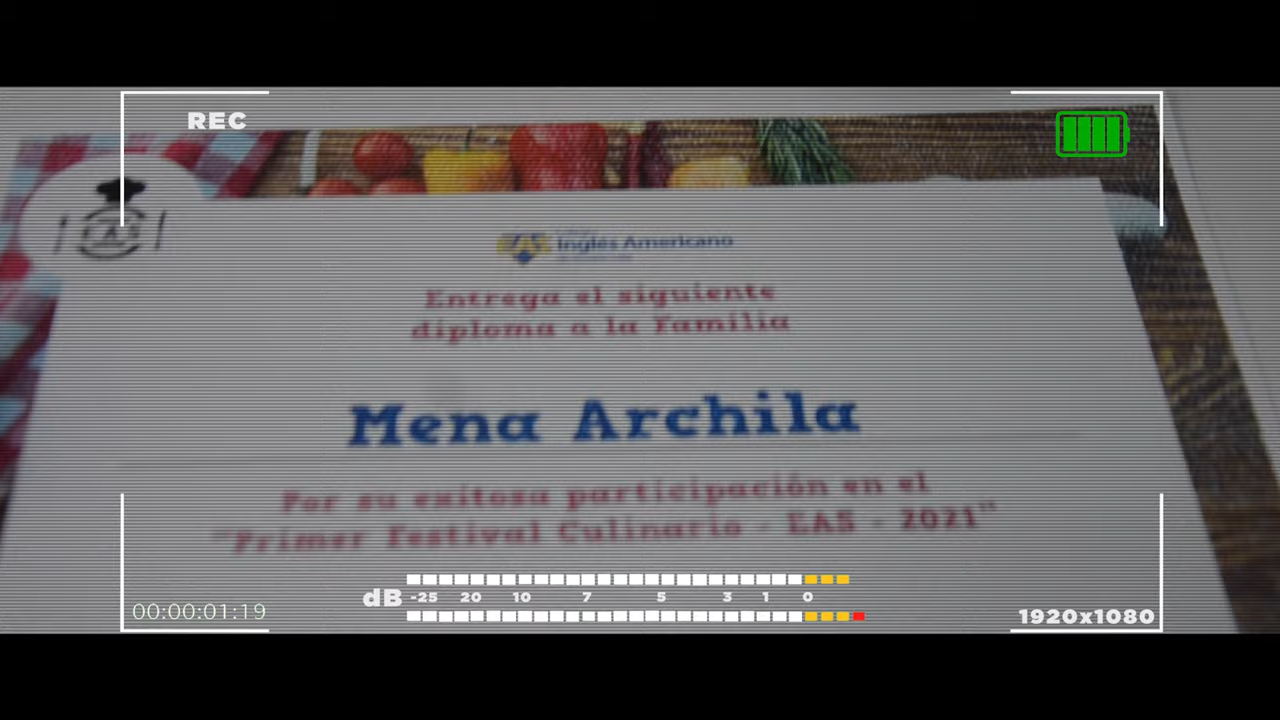 REC
EAS
Inglés Americano
Entrega el siguiente
diploma a la Familia
Mena Archila
Por su exitosa participación en el
"Primer Festival Culinario - EAS - 2021"
dB -25 20 10 7 5 3 1 0
00:00:01:19
1920x1080